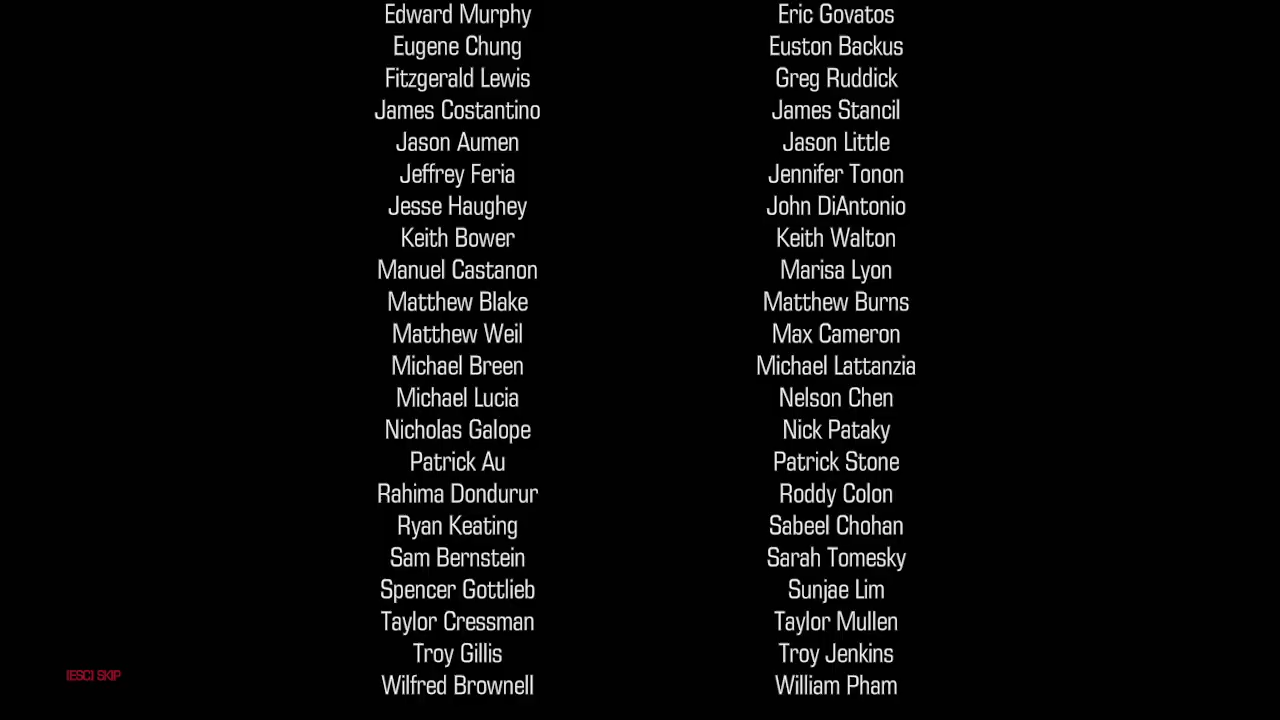 Edward Murphy Eric Govatos
Eugene Chung Euston Backus
Fitzgerald Lewis Greg Ruddick
James Costantino James Stancil
Jason Aumen Jason Little
Jeffrey Feria Jennifer Tonon
Jesse Haughey John DiAntonio
Keith Bower Keith Walton
Manuel Castanon Marisa Lyon
Matthew Blake Matthew Burns
Matthew Weil Max Cameron
Michael Breen Michael Lattanzia
Michael Lucia Nelson Chen
Nicholas Galope Nick Pataky
Patrick Au Patrick Stone
Rahima Dondurur Roddy Colon
Ryan Keating Sabeel Chohan
Sam Bernstein Sarah Tomesky
Spencer Gottlieb Sunjae Lim
Taylor Cressman Taylor Mullen
Troy Gillis Troy Jenkins
[ESC] SKIP
Wilfred Brownell William Pham